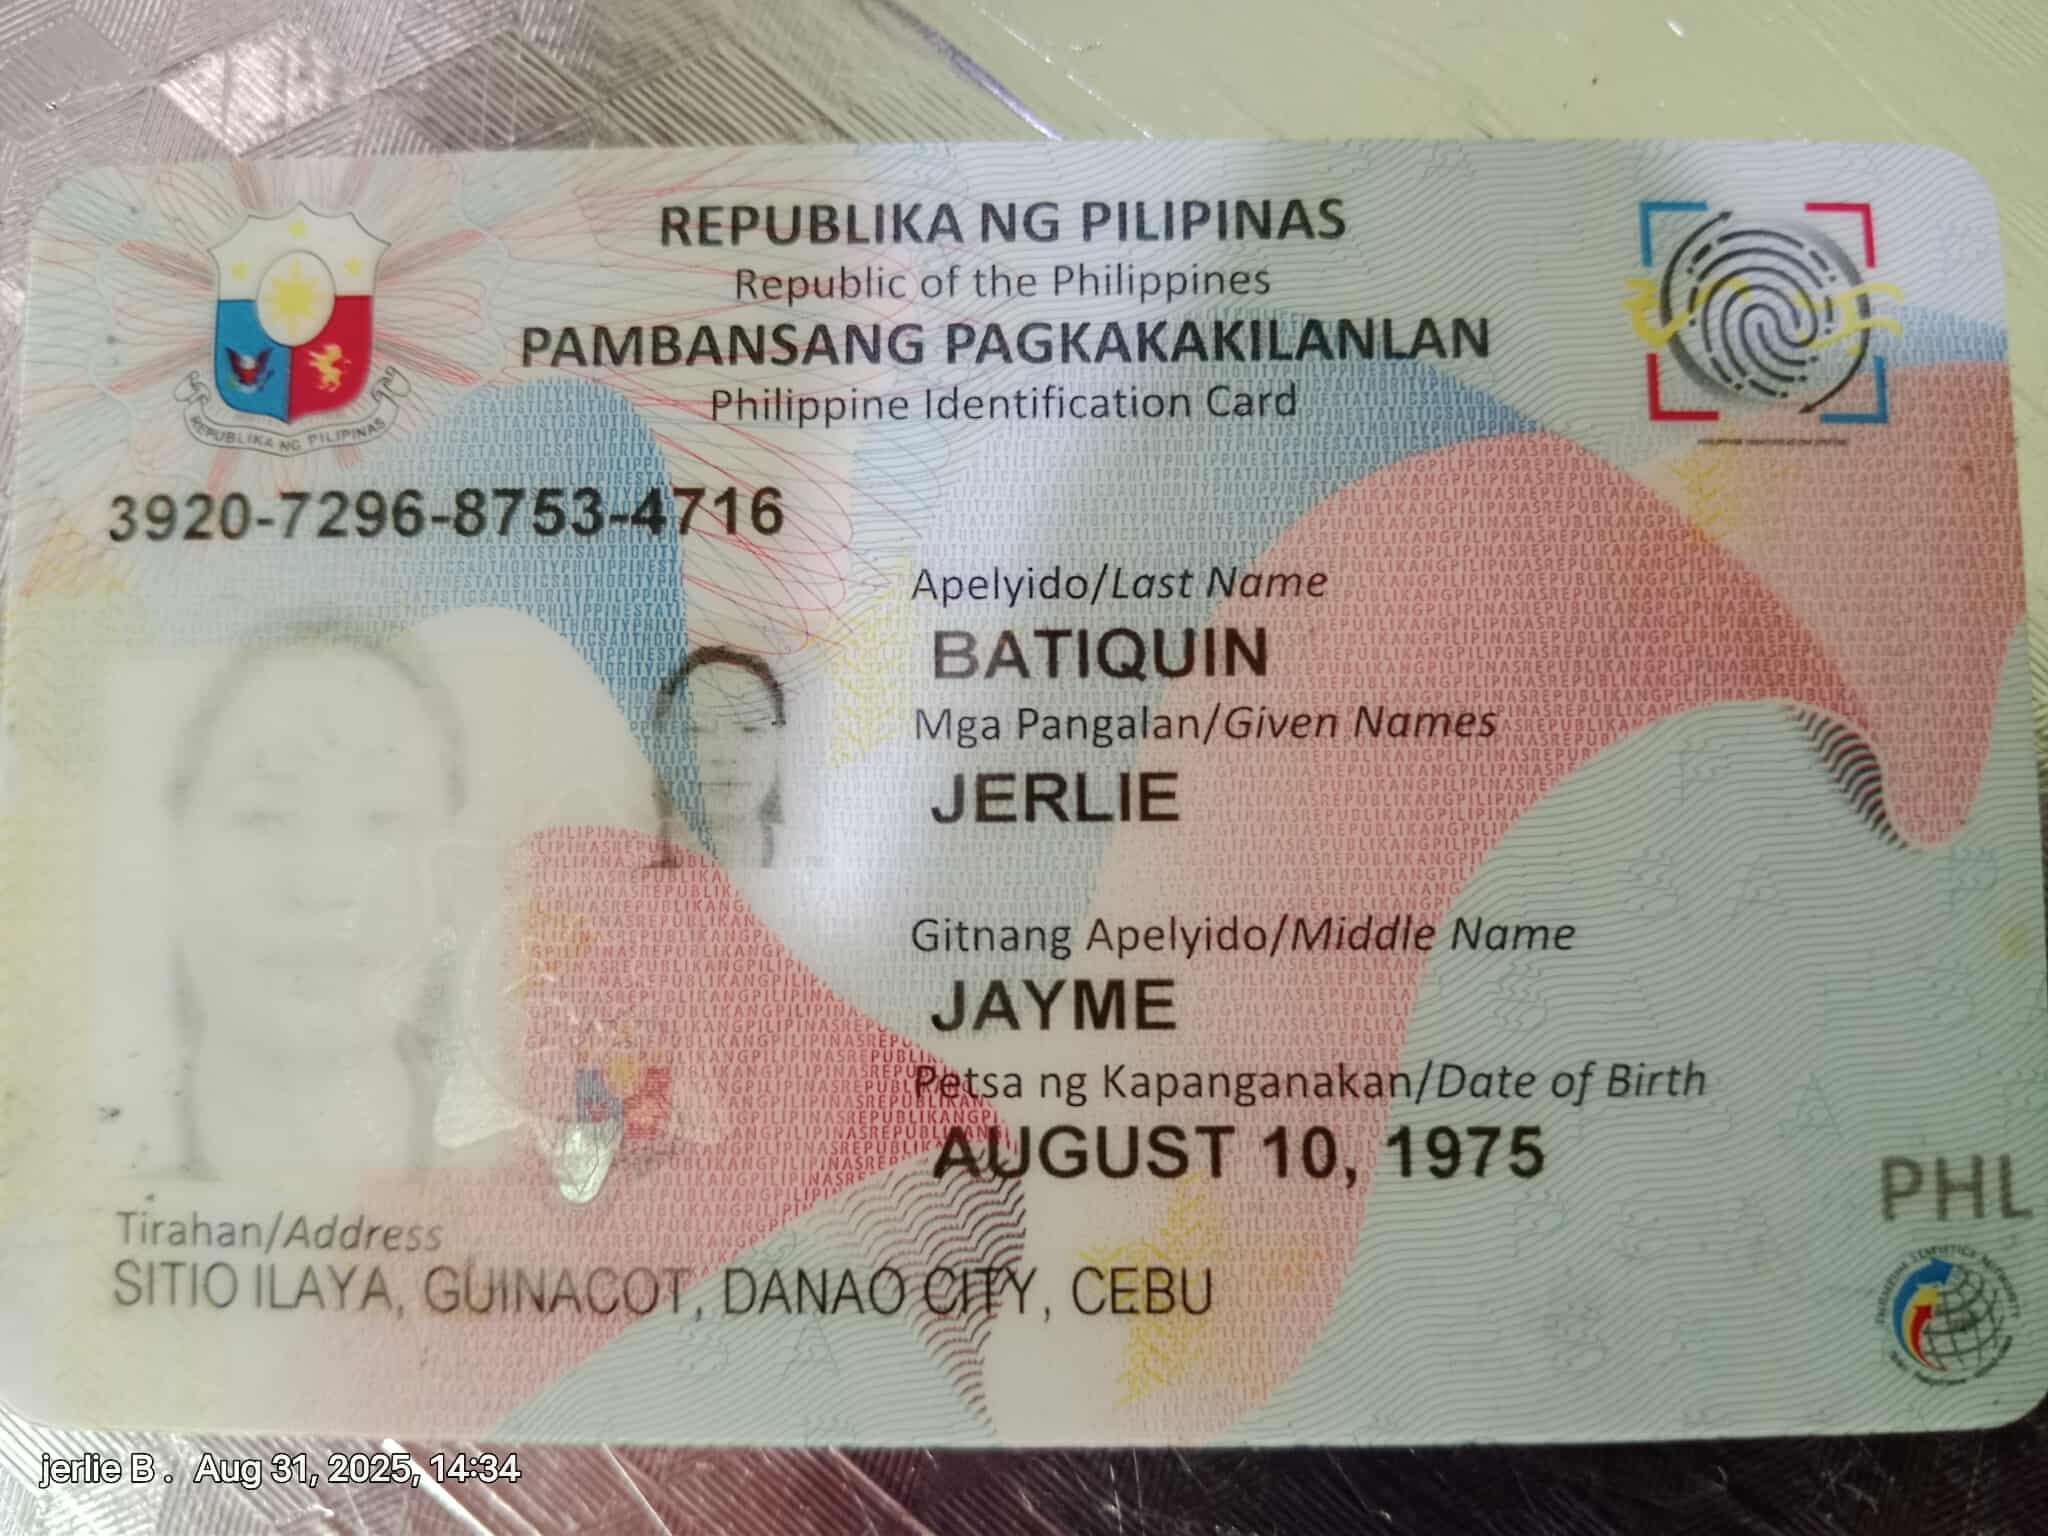 REPUBLIKA NG PILIPINAS
Republic of the Philippines
PAMBANSANG PAGKAKAKILANLAN
Philippine Identification Card
REPUBLIKA NG PILIPINAS
3920-7296-8753-4716
Apelyido/Last Name
BATIQUIN
Mga Pangalan/Given Names
JERLIE
Gitnang Apelyido/Middle Name
JAYME
Petsa ng Kapanganakan/Date of Birth
AUGUST 10, 1975
PHL
Tirahan/Address
SITIO ILAYA, GUINACOT, DANAO CITY, CEBU
jerlie B . Aug 31, 2025, 14:34